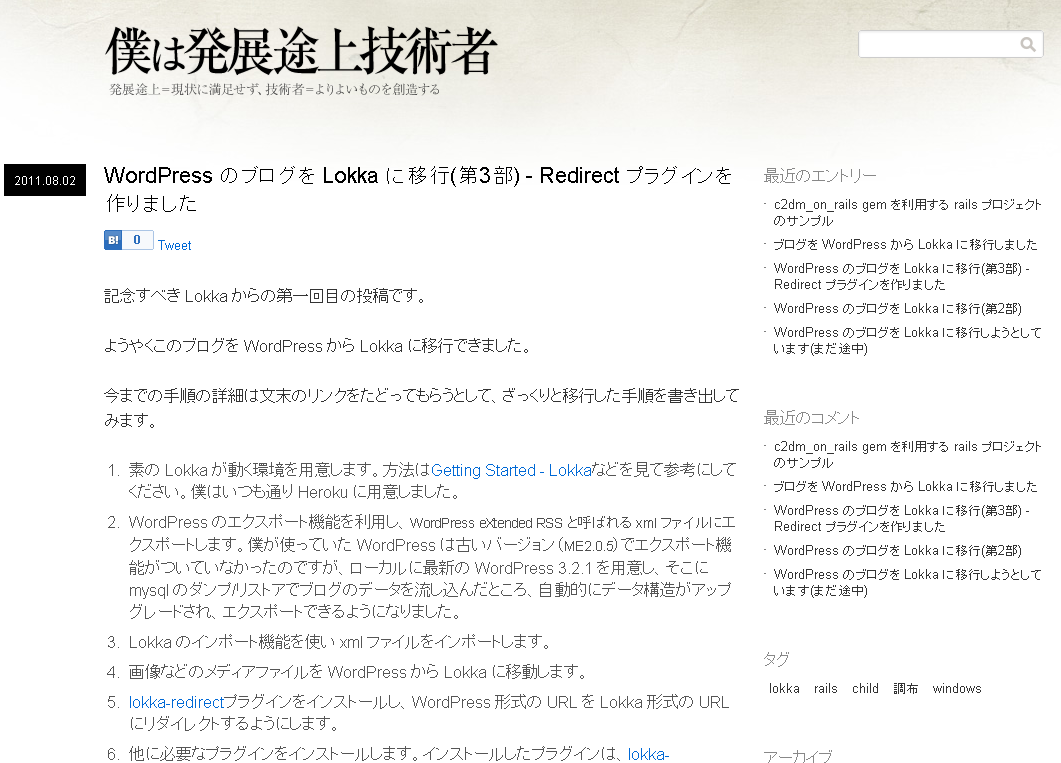 僕は発展途上技術者
発展途上＝現状に満足せず、技術者＝よりよいものを創造する
2011.08.02
WordPress のブログを Lokka に移行(第3部) - Redirect プラグインを
作りました
B! 0 Tweet
記念すべき Lokka からの第一回目の投稿です。
ようやくこのブログを WordPress から Lokka に移行できました。
今までの手順の詳細は文末のリンクをたどってもらうとして、ざっくりと移行した手順を書き出して
みます。
1. 素の Lokka が動く環境を用意します。方法はGetting Started - Lokkaなどを見て参考にして
ください。僕はいつも通り Heroku に用意しました。
2. WordPress のエクスポート機能を利用し、WordPress eXtended RSS と呼ばれる xml ファイルにエ
クスポートします。僕が使っていた WordPress は古いバージョン（ME2.0.5）でエクスポート機
能がついていなかったのですが、ローカルに最新の WordPress 3.2.1 を用意し、そこに
mysql のダンプ/リストアでブログのデータを流し込んだところ、自動的にデータ構造がアップ
グレードされ、エクスポートできるようになりました。
3. Lokka のインポート機能を使い xml ファイルをインポートします。
4. 画像などのメディアファイルを WordPress から Lokka に移動します。
5. lokka-redirectプラグインをインストールし、WordPress 形式の URL を Lokka 形式の URL
にリダイレクトするようにします。
6. 他に必要なプラグインをインストールします。インストールしたプラグインは、lokka-
最近のエントリー
c2dm_on_rails gem を利用する rails プロジェクト
のサンプル
ブログを WordPress から Lokka に移行しました
WordPress のブログを Lokka に移行(第3部) -
Redirect プラグインを作りました
WordPress のブログを Lokka に移行(第2部)
WordPress のブログを Lokka に移行しようとして
います(まだ途中)
最近のコメント
c2dm_on_rails gem を利用する rails プロジェクト
のサンプル
ブログを WordPress から Lokka に移行しました
WordPress のブログを Lokka に移行(第3部) -
Redirect プラグインを作りました
WordPress のブログを Lokka に移行(第2部)
WordPress のブログを Lokka に移行しようとして
います(まだ途中)
タグ
lokka rails child 調布 windows
アーカイブ